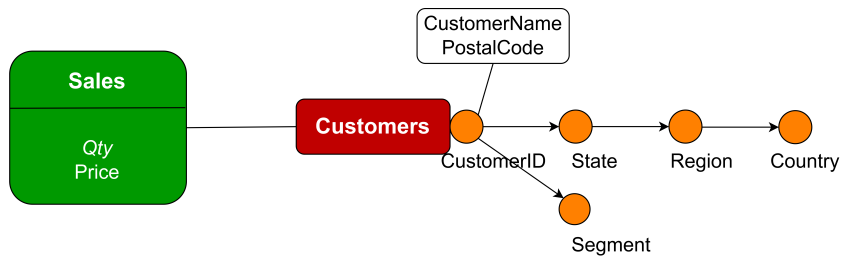 CustomerName
PostalCode
Sales
Qty
Price
Customers
CustomerID
State
Region
Country
Segment